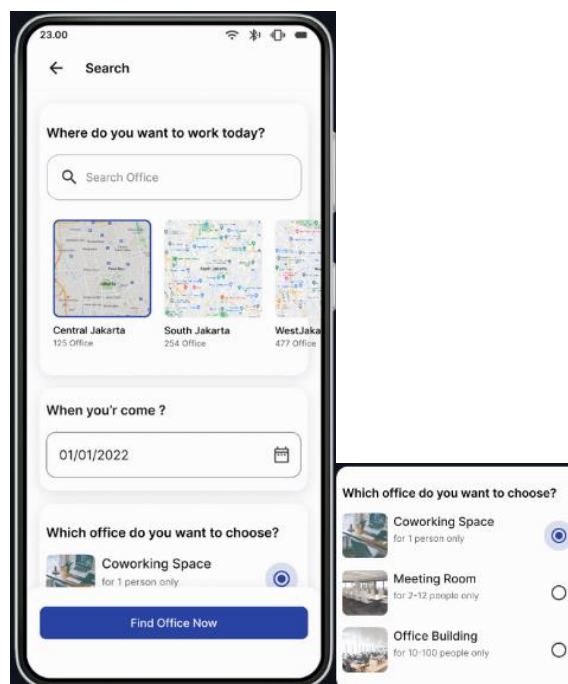 23.00
Search
Where do you want to work today?
Search Office
Central Jakarta
125 Office
South Jakarta
254 Office
West Jaka
477 Office
When you'r come ?
01/01/2022
Which office do you want to choose?
Coworking Space
for 1 person only
Find Office Now
Which office do you want to choose?
Coworking Space
for 1 person only
Meeting Room
for 2-12 people only
Office Building
for 10-100 people only